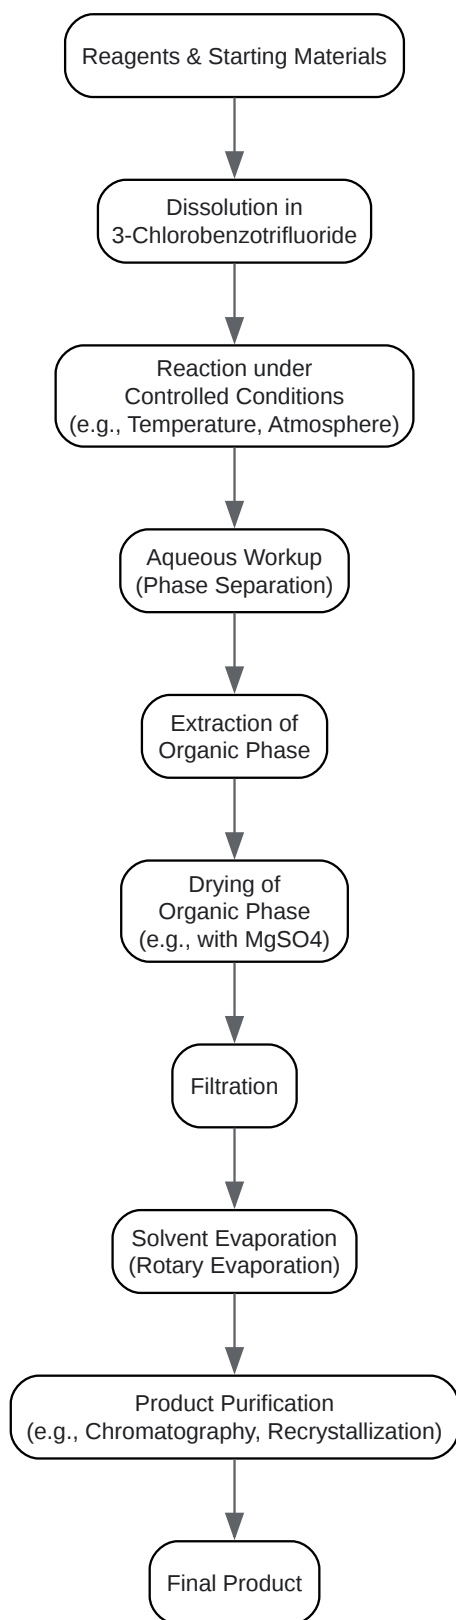 Reagents & Starting Materials
Dissolution in
3-Chlorobenzotrifluoride
Reaction under
Controlled Conditions
(e.g., Temperature, Atmosphere)
Aqueous Workup
(Phase Separation)
Extraction of
Organic Phase
Drying of
Organic Phase
(e.g., with MgSO4)
Filtration
Solvent Evaporation
(Rotary Evaporation)
Product Purification
(e.g., Chromatography, Recrystallization)
Final Product